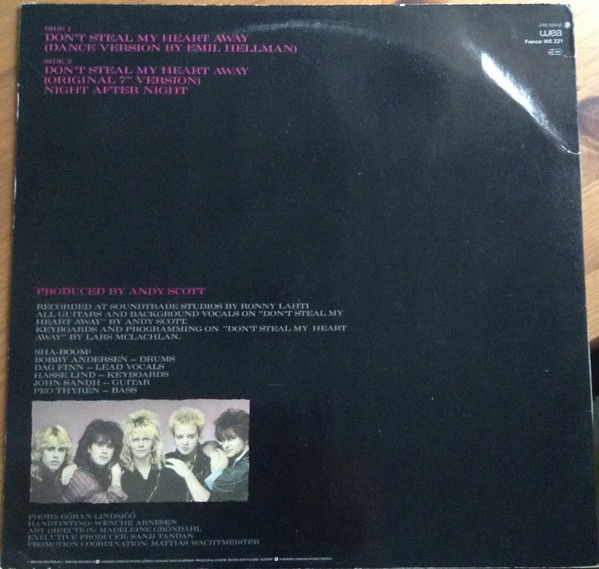 SIDE 1
DON'T STEAL MY HEART AWAY
(DANCE VERSION BY EMIL HELLMAN)
SIDE 2
DON'T STEAL MY HEART AWAY
(ORIGINAL 7" VERSION)
NIGHT AFTER NIGHT
wea
France: WE 221
PRODUCED BY ANDY SCOTT
RECORDED AT SOUNDTRADE STUDIOS BY RONNY LAHTI
ALL GUITARS AND BACKGROUND VOCALS ON "DON'T STEAL MY
HEART AWAY" BY ANDY SCOTT.
KEYBOARDS AND PROGRAMMING ON "DON'T STEAL MY HEART
AWAY" BY LARS MCLACHLAN.
SHA-BOOM:
BOBBY ANDERSEN – DRUMS
DAG FINN – LEAD VOCALS
HASSE LIND – KEYBOARDS
JOHN SANDH – GUITAR
PEO THYREN – BASS
PHOTO: GÖRAN LINDSJÖÖ
HANDTINTING: WENCHE ARNESEN
ART DIRECTION: MADELEINE GRÖNDAHL
EXECUTIVE PRODUCER: SANJI TANDAN
PROMOTION COORDINATION: MATTIAS WACHTMEISTER